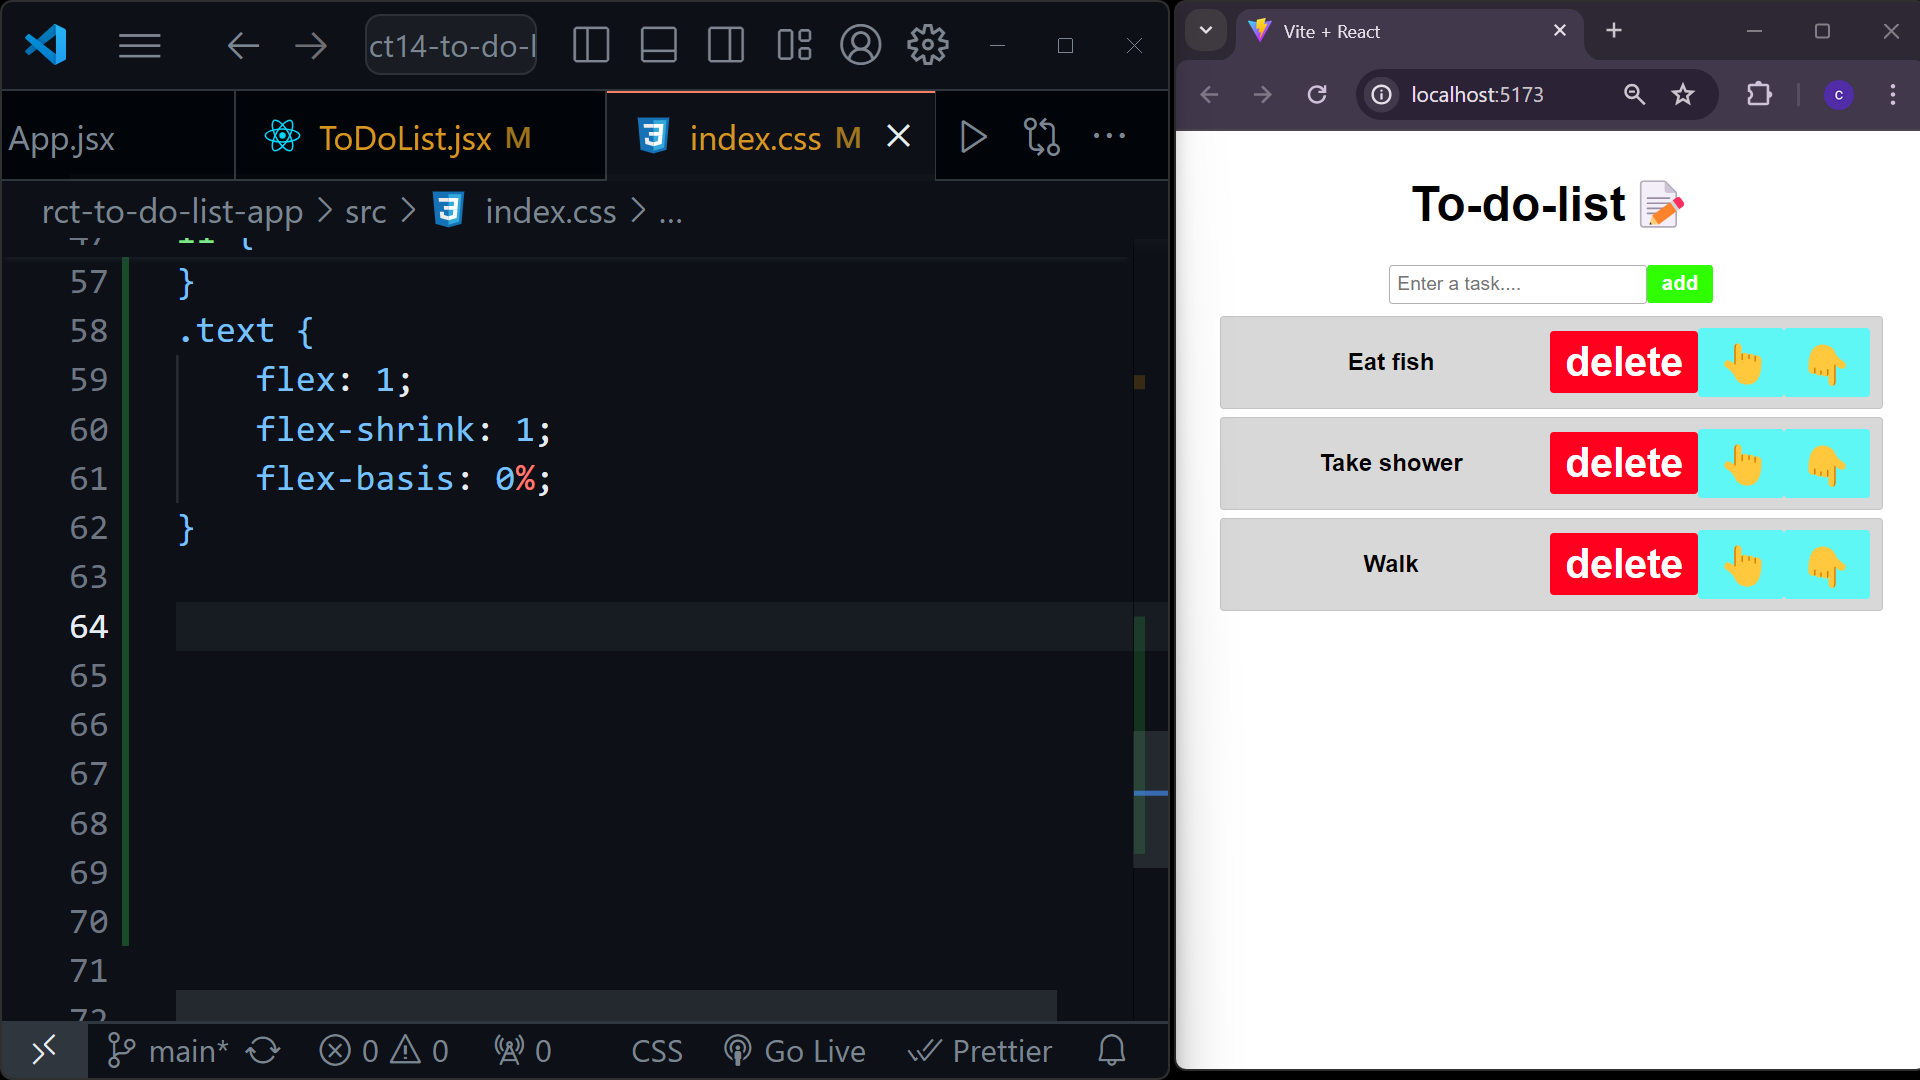 ct14-to-do-l
App.jsx
ToDoList.jsx M
index.css M
rct-to-do-list-app > src > index.css > ...
57 }
58 .text {
59 flex: 1;
60 flex-shrink: 1;
61 flex-basis: 0%;
62 }
63
64
65
66
67
68
69
70
71
72
main* 0 0 0 CSS Go Live Prettier
Vite + React
localhost:5173
c
To-do-list
Enter a task.... add
Eat fish delete
Take shower delete
Walk delete